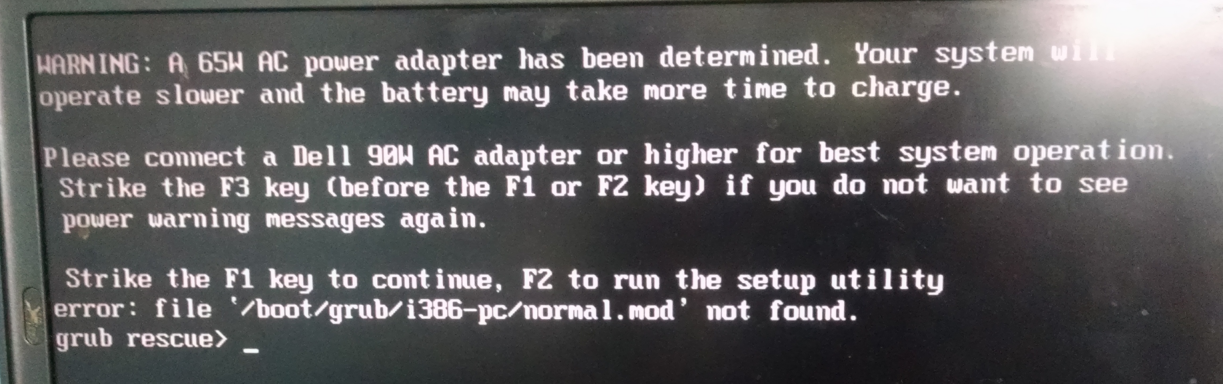 WARNING: A 65W AC power adapter has been determined. Your system will
operate slower and the battery may take more time to charge.
Please connect a Dell 90W AC adapter or higher for best system operation.
Strike the F3 key (before the F1 or F2 key) if you do not want to see
power warning messages again.
Strike the F1 key to continue, F2 to run the setup utility
error: file '/boot/grub/i386-pc/normal.mod' not found.
grub rescue> _